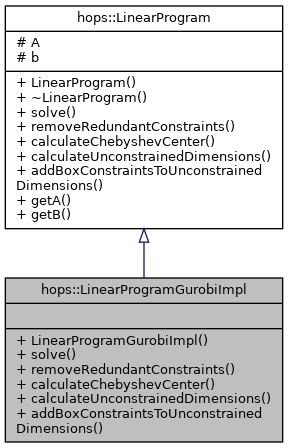 hops::LinearProgram
# A
# b
+ LinearProgram()
+ ~LinearProgram()
+ solve()
+ removeRedundantConstraints()
+ calculateChebyshevCenter()
+ calculateUnconstrainedDimensions()
+ addBoxConstraintsToUnconstrained
Dimensions()
+ getA()
+ getB()
hops::LinearProgramGurobiImpl
+ LinearProgramGurobiImpl()
+ solve()
+ removeRedundantConstraints()
+ calculateChebyshevCenter()
+ calculateUnconstrainedDimensions()
+ addBoxConstraintsToUnconstrained
Dimensions()